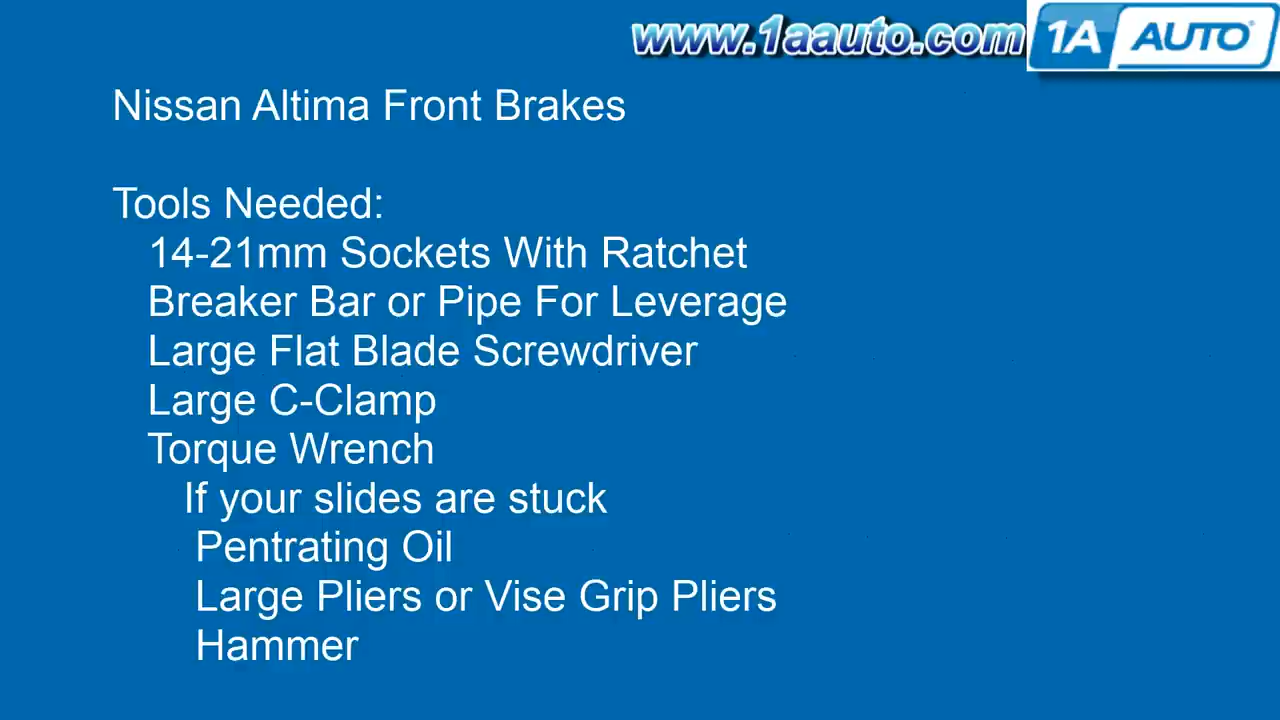 www.1aauto.com 1A AUTO®
Nissan Altima Front Brakes
Tools Needed:
14-21mm Sockets With Ratchet
Breaker Bar or Pipe For Leverage
Large Flat Blade Screwdriver
Large C-Clamp
Torque Wrench
If your slides are stuck
Pentrating Oil
Large Pliers or Vise Grip Pliers
Hammer